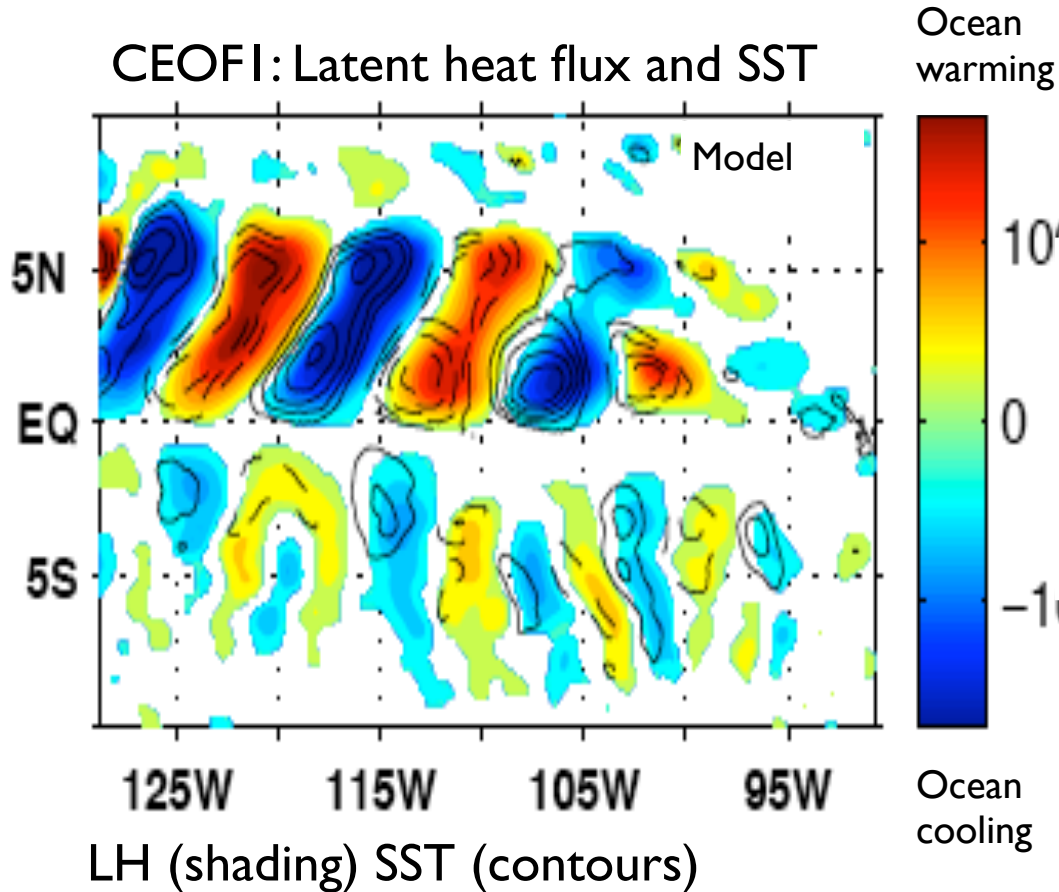 Ocean
warming
CEOF1: Latent heat flux and SST
Model
5N
EQ
5S
0
125W
115W
105W
95W
Ocean
cooling
LH (shading) SST (contours)